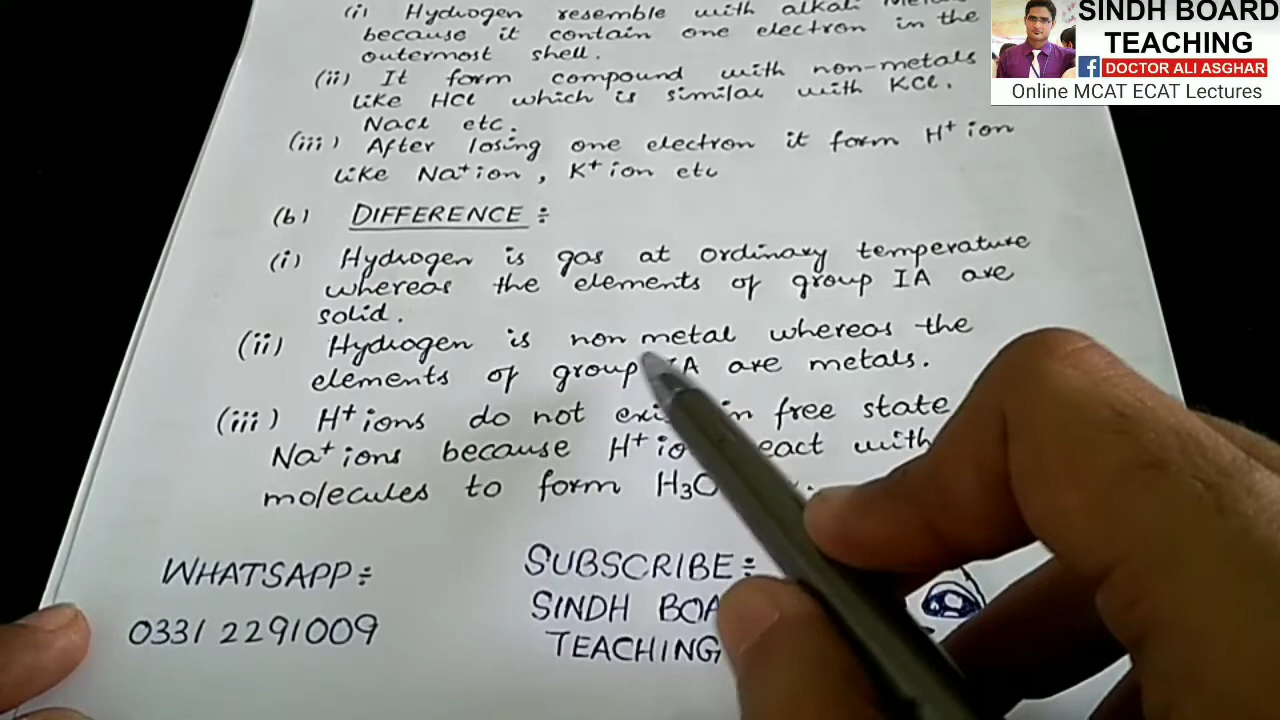 (i) Hydrogen resemble with alkali
because it contain one electron in the
outermost shell.
(ii) It form compound with non-metals
like HCl which is similar with KCl.
NaCl etc.
(iii) After losing one electron it form H⁺ ion
like Na⁺ion, K⁺ion etc
(b) DIFFERENCE÷
(i) Hydrogen is gas at ordinary temperature
whereas the elements of group IA are
solid.
(ii) Hydrogen is non metal whereas the
elements of group IA are metals.
(iii) H⁺ions do not in free state
Na⁺ions because H⁺ with
molecules to form
WHATSAPP÷
0331 2291009
SUBSCRIBE÷
SINDH
TEACHING
SINDH BOARD
TEACHING
f DOCTOR ALI ASGHAR
Online MCAT ECAT Lectures